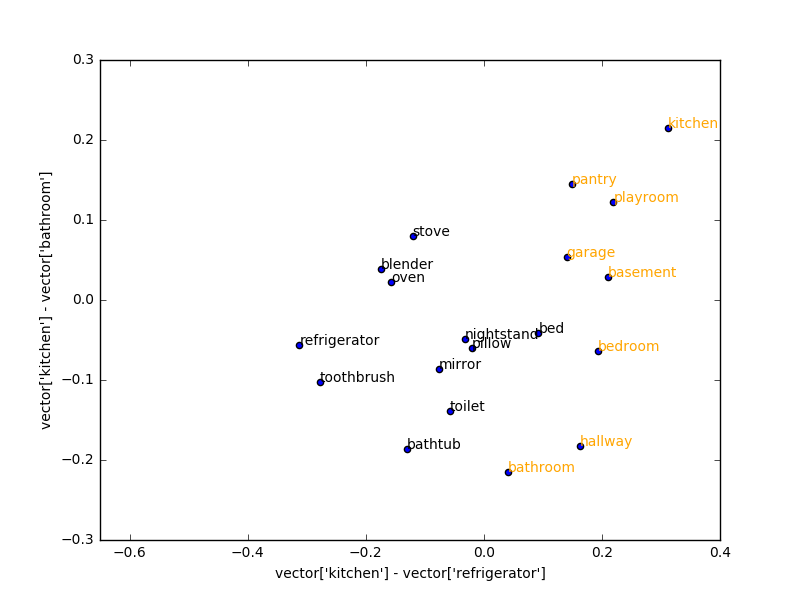 0.3
0.2
0.1
0.0
−0.1
−0.2
−0.3
vector['kitchen'] - vector['bathroom']
kitchen
pantry
playroom
stove
garage
blender
basement
oven
nightstand
bed
refrigerator
pillow
bedroom
mirror
toothbrush
toilet
bathtub
hallway
bathroom
−0.6
−0.4
−0.2
0.0
0.2
0.4
vector['kitchen'] - vector['refrigerator']